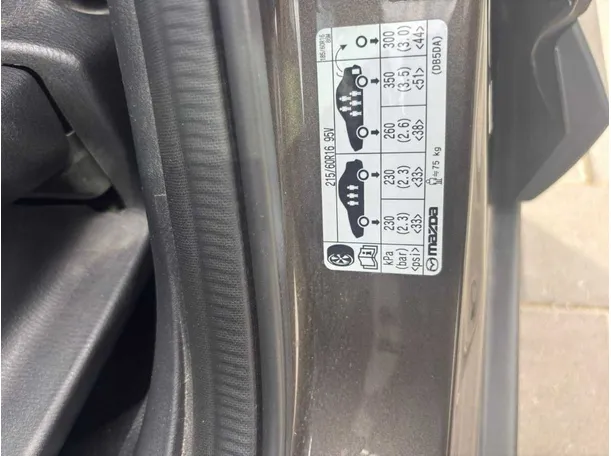 215/60R16 95V
kPa 230 230 260 350 300
(bar) (2.3) (2.3) (2.6) (3.5) (3.0)
<psi> <33> <33> <38> <51> <44>
mazda ≒75 kg (DB5DA)